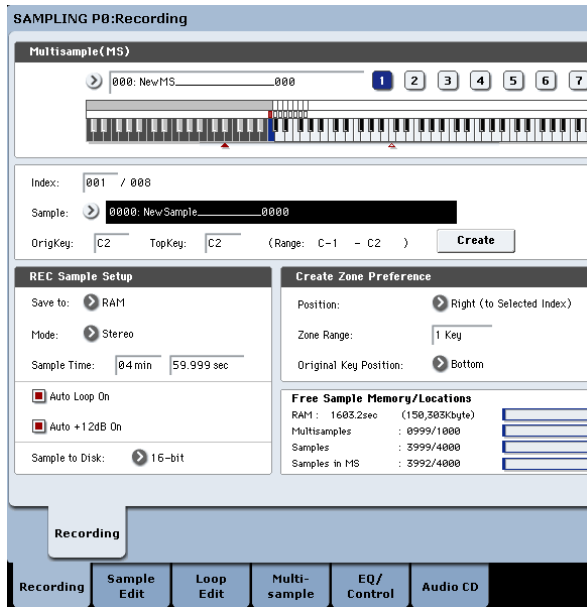 SAMPLING P0:Recording
Multisample(MS)
000: NewMS____________000
1 2 3 4 5 6 7
Index: 001 / 008
Sample: 0000: NewSample________0000
OrigKey: C2 TopKey: C2 (Range: C-1 - C2 ) Create
REC Sample Setup
Save to: RAM
Mode: Stereo
Sample Time: 04 min 59.999 sec
Auto Loop On
Auto +12dB On
Sample to Disk: 16-bit
Create Zone Preference
Position: Right (to Selected Index)
Zone Range: 1 Key
Original Key Position: Bottom
Free Sample Memory/Locations
RAM : 1603.2sec (150,303Kbyte)
Multisamples : 0999/1000
Samples : 3999/4000
Samples in MS : 3992/4000
Recording
Recording
Sample Edit
Loop Edit
Multi-sample
EQ/ Control
Audio CD